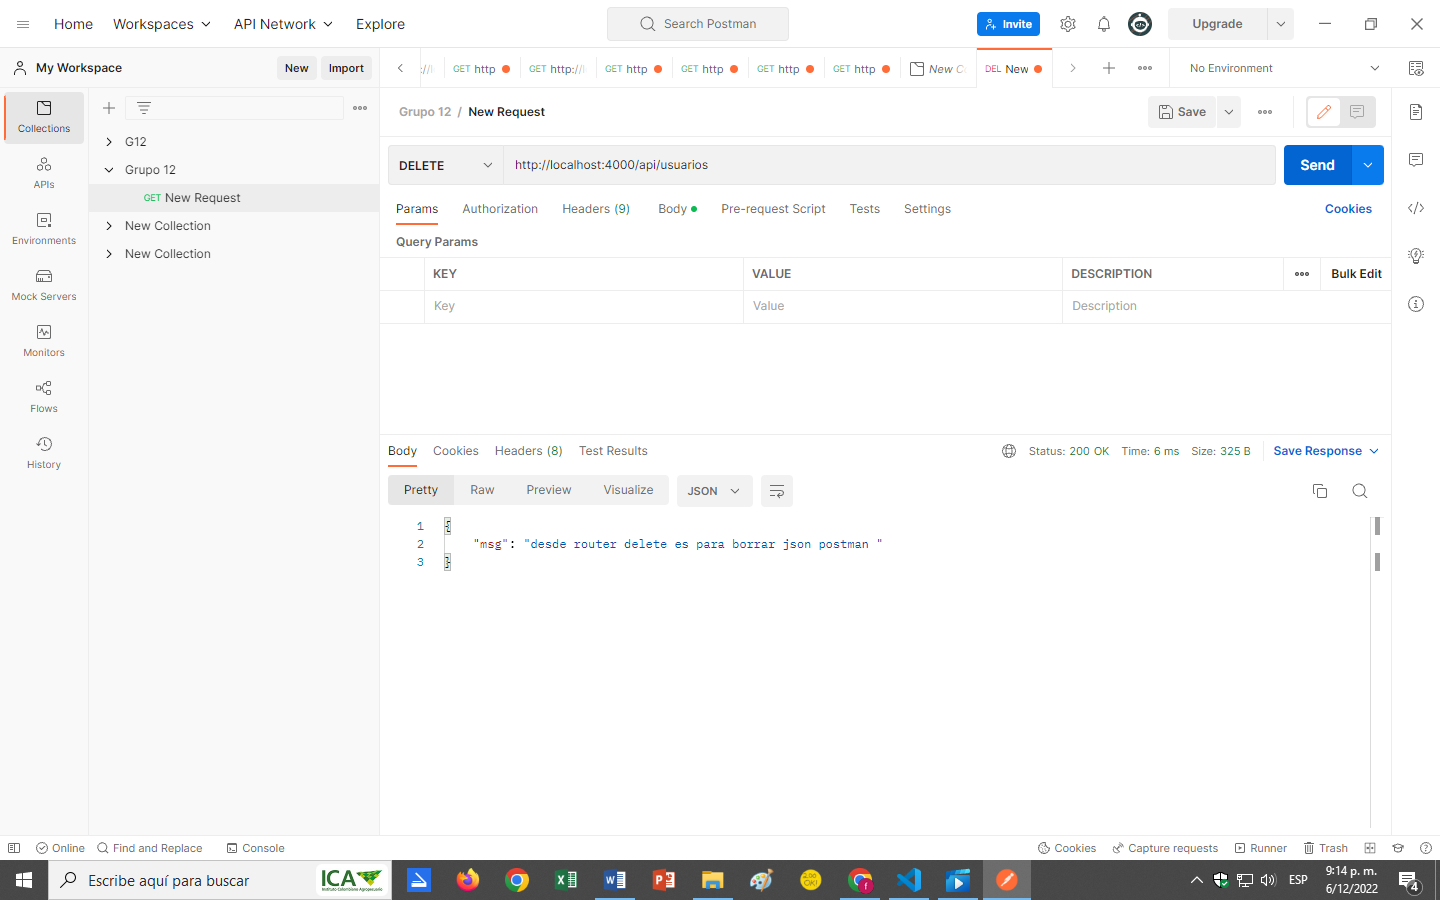 Home Workspaces API Network Explore Search Postman Invite Upgrade
My Workspace New Import GET http GET http:// GET http GET http GET http GET http New C DEL New No Environment
Collections
APIs
Environments
Mock Servers
Monitors
Flows
History
G12
Grupo 12
GET New Request
New Collection
New Collection
Grupo 12 / New Request Save
DELETE http://localhost:4000/api/usuarios Send
Params Authorization Headers (9) Body Pre-request Script Tests Settings Cookies
Query Params
KEY VALUE DESCRIPTION Bulk Edit
Key Value Description
Body Cookies Headers (8) Test Results Status: 200 OK Time: 6 ms Size: 325 B Save Response
Pretty Raw Preview Visualize JSON
1 {
2 "msg": "desde router delete es para borrar json postman "
3 }
Online Find and Replace Console Cookies Capture requests Runner Trash
Escribe aquí para buscar ICA ESP 9:14 p. m.
6/12/2022 4